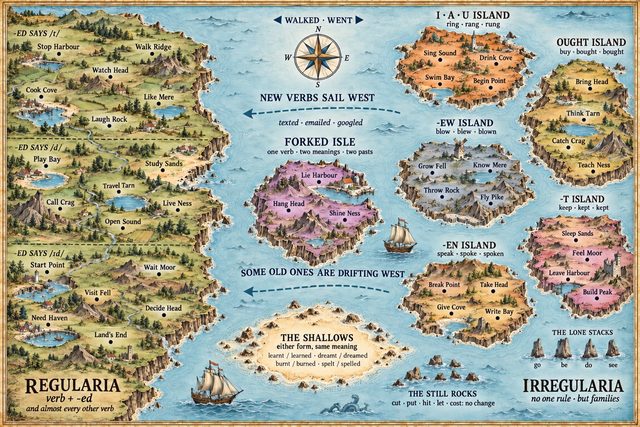 -ED SAYS /t/
Stop Harbour
Walk Ridge
Watch Head
Cook Cove
Like Mere
Laugh Rock
-ED SAYS /d/
Play Bay
Study Sands
Travel Tarn
Call Crag
Live Ness
Open Sound
-ED SAYS /ɪd/
Start Point
Wait Moor
Visit Fell
Need Haven
Decide Head
Land's End
REGULARIA
verb + -ed
and almost every other verb
WALKED · WENT
N
W
E
S
NEW VERBS SAIL WEST
texted · emailed · googled
FORKED ISLE
one verb · two meanings · two pasts
Lie Harbour
Hang Head
Shine Ness
SOME OLD ONES ARE DRIFTING WEST
THE SHALLOWS
either form, same meaning
learnt / learned · dreamt / dreamed
burnt / burned · spelt / spelled
I · A · U ISLAND
ring · rang · rung
Sing Sound
Drink Cove
Swim Bay
Begin Point
OUGHT ISLAND
buy · bought · bought
Bring Head
Think Tarn
Catch Crag
Teach Ness
-EW ISLAND
blow · blew · blown
Grow Fell
Know Mere
Throw Rock
Fly Pike
-T ISLAND
keep · kept · kept
Sleep Sands
Feel Moor
Leave Harbour
Build Peak
-EN ISLAND
speak · spoke · spoken
Break Point
Take Head
Give Cove
Write Bay
THE LONE STACKS
go be do see
THE STILL ROCKS
cut · put · hit · let · cost: no change
IRREGULARIA
no one rule · but families